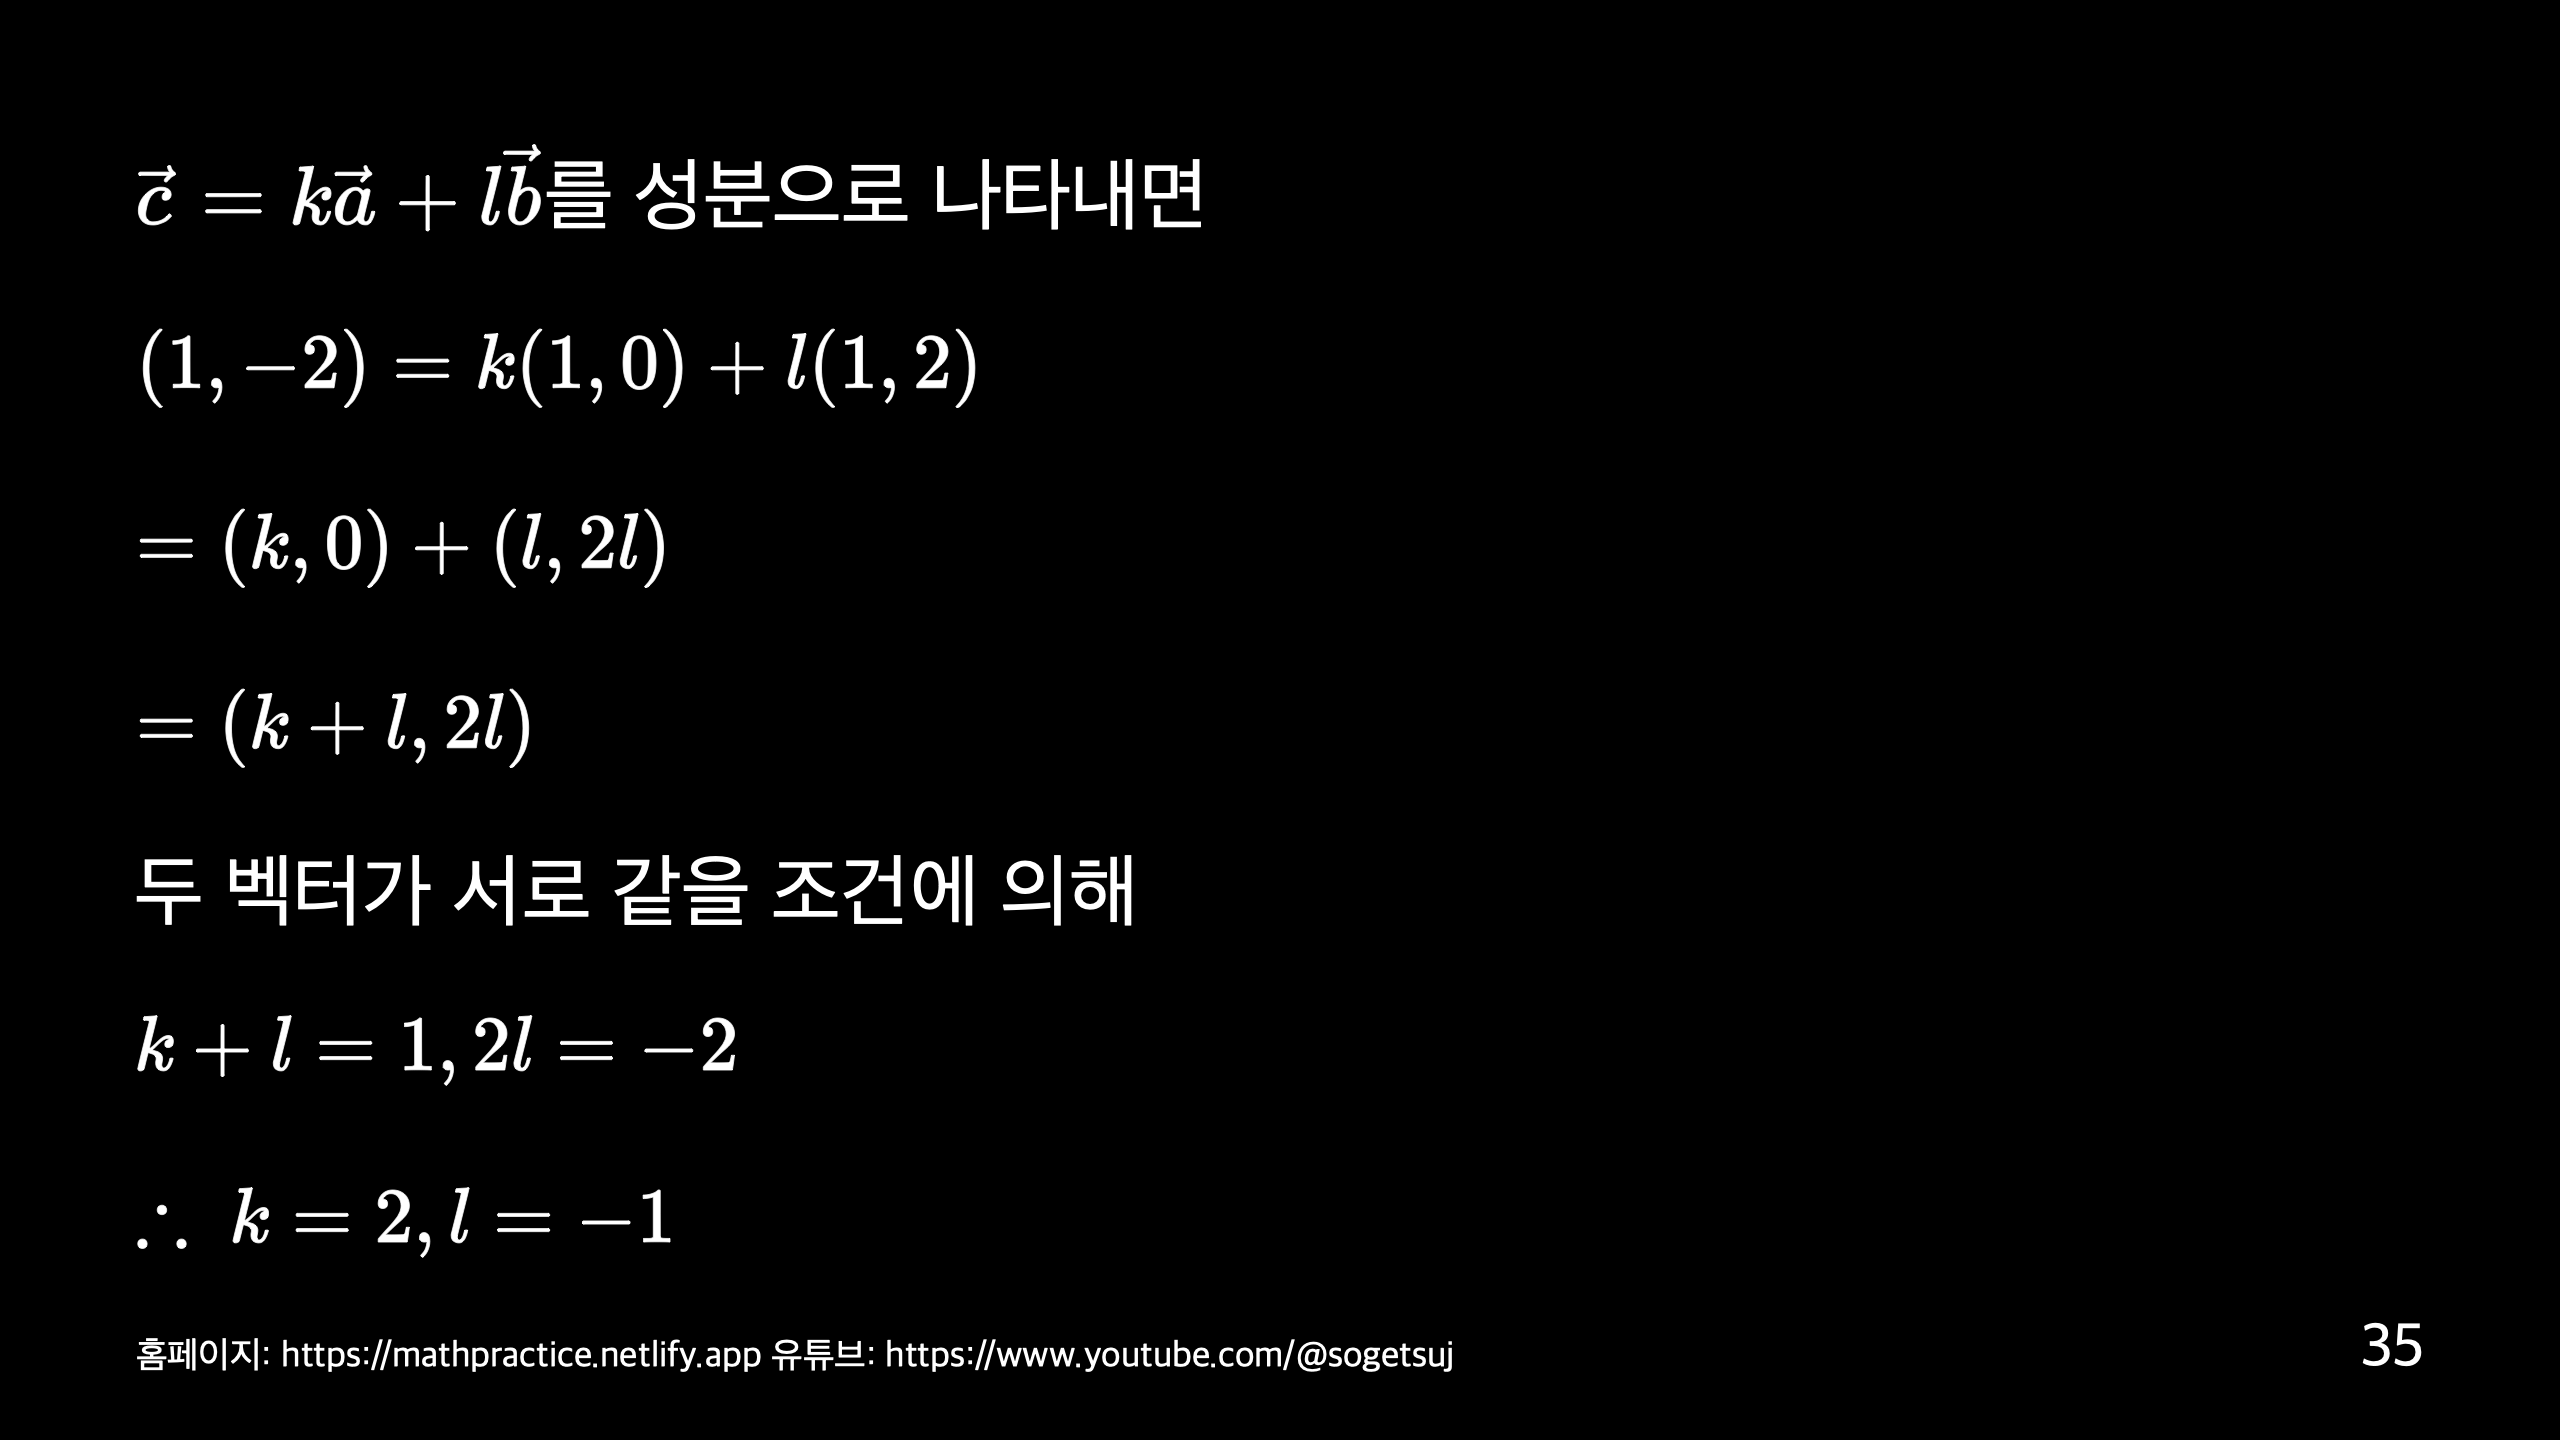 $\vec{c} = k\vec{a} + l\vec{b}$를 성분으로 나타내면
$(1, -2) = k(1, 0) + l(1, 2)$
$= (k, 0) + (l, 2l)$
$= (k + l, 2l)$
두 벡터가 서로 같을 조건에 의해
$k + l = 1, 2l = -2$
$\therefore \ k = 2, l = -1$
홈페이지: https://mathpractice.netlify.app 유튜브: https://www.youtube.com/@sogetsuj
35